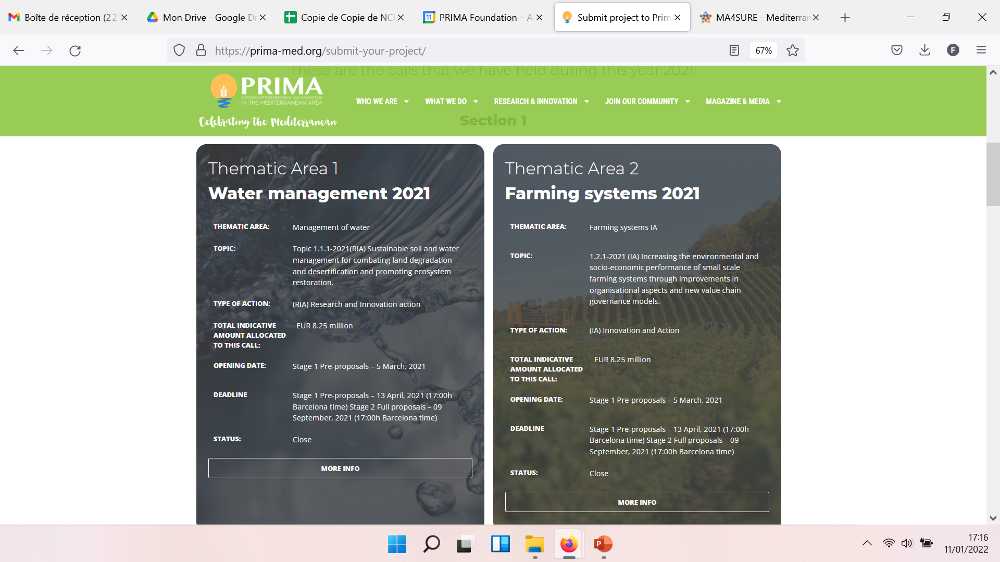 Boîte de réception (22
Mon Drive - Google Dr
Copie de Copie de NCP
PRIMA Foundation – A
Submit project to Prim
MA4SURE - Mediterran
https://prima-med.org/submit-your-project/
67%
F
These are the calls that we have held during this year 2021:
PRIMA
PARTNERSHIP FOR RESEARCH AND INNOVATION
IN THE MEDITERRANEAN AREA
Celebrating the Mediterranean
WHO WE ARE
WHAT WE DO
RESEARCH & INNOVATION
JOIN OUR COMMUNITY
MAGAZINE & MEDIA
Section 1
Thematic Area 1
Water management 2021
THEMATIC AREA:
Management of water
TOPIC:
Topic 1.1.1-2021(RIA) Sustainable soil and water
management for combating land degradation
and desertification and promoting ecosystem
restoration.
TYPE OF ACTION:
(RIA) Research and Innovation action
TOTAL INDICATIVE
AMOUNT ALLOCATED
TO THIS CALL:
EUR 8.25 million
OPENING DATE:
Stage 1 Pre-proposals – 5 March, 2021
DEADLINE
Stage 1 Pre-proposals – 13 April, 2021 (17:00h
Barcelona time) Stage 2 Full proposals – 09
September, 2021 (17:00h Barcelona time)
STATUS:
Close
MORE INFO
Thematic Area 2
Farming systems 2021
THEMATIC AREA:
Farming systems IA
TOPIC:
1.2.1-2021 (IA) Increasing the environmental and
socio-economic performance of small scale
farming systems through improvements in
organisational aspects and new value chain
governance models.
TYPE OF ACTION:
(IA) Innovation and Action
TOTAL INDICATIVE
AMOUNT ALLOCATED
TO THIS CALL:
EUR 8.25 million
OPENING DATE:
Stage 1 Pre-proposals – 5 March, 2021
DEADLINE
Stage 1 Pre-proposals – 13 April, 2021 (17:00h
Barcelona time) Stage 2 Full proposals – 09
September, 2021 (17:00h Barcelona time)
STATUS:
Close
MORE INFO
17:16
11/01/2022